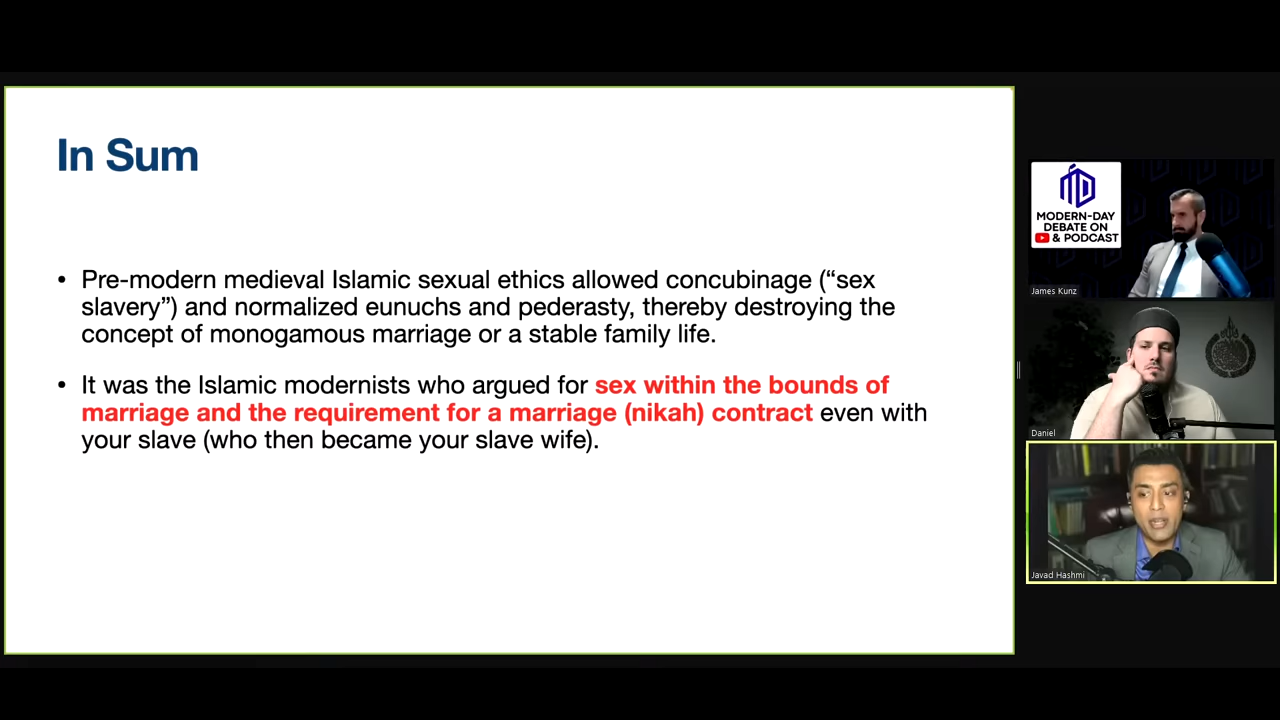 In Sum
• Pre-modern medieval Islamic sexual ethics allowed concubinage (“sex
slavery”) and normalized eunuchs and pederasty, thereby destroying the
concept of monogamous marriage or a stable family life.
• It was the Islamic modernists who argued for sex within the bounds of
marriage and the requirement for a marriage (nikah) contract even with
your slave (who then became your slave wife).
MODERN-DAY
DEBATE ON
& PODCAST
James Kunz
Daniel
Javad Hashmi